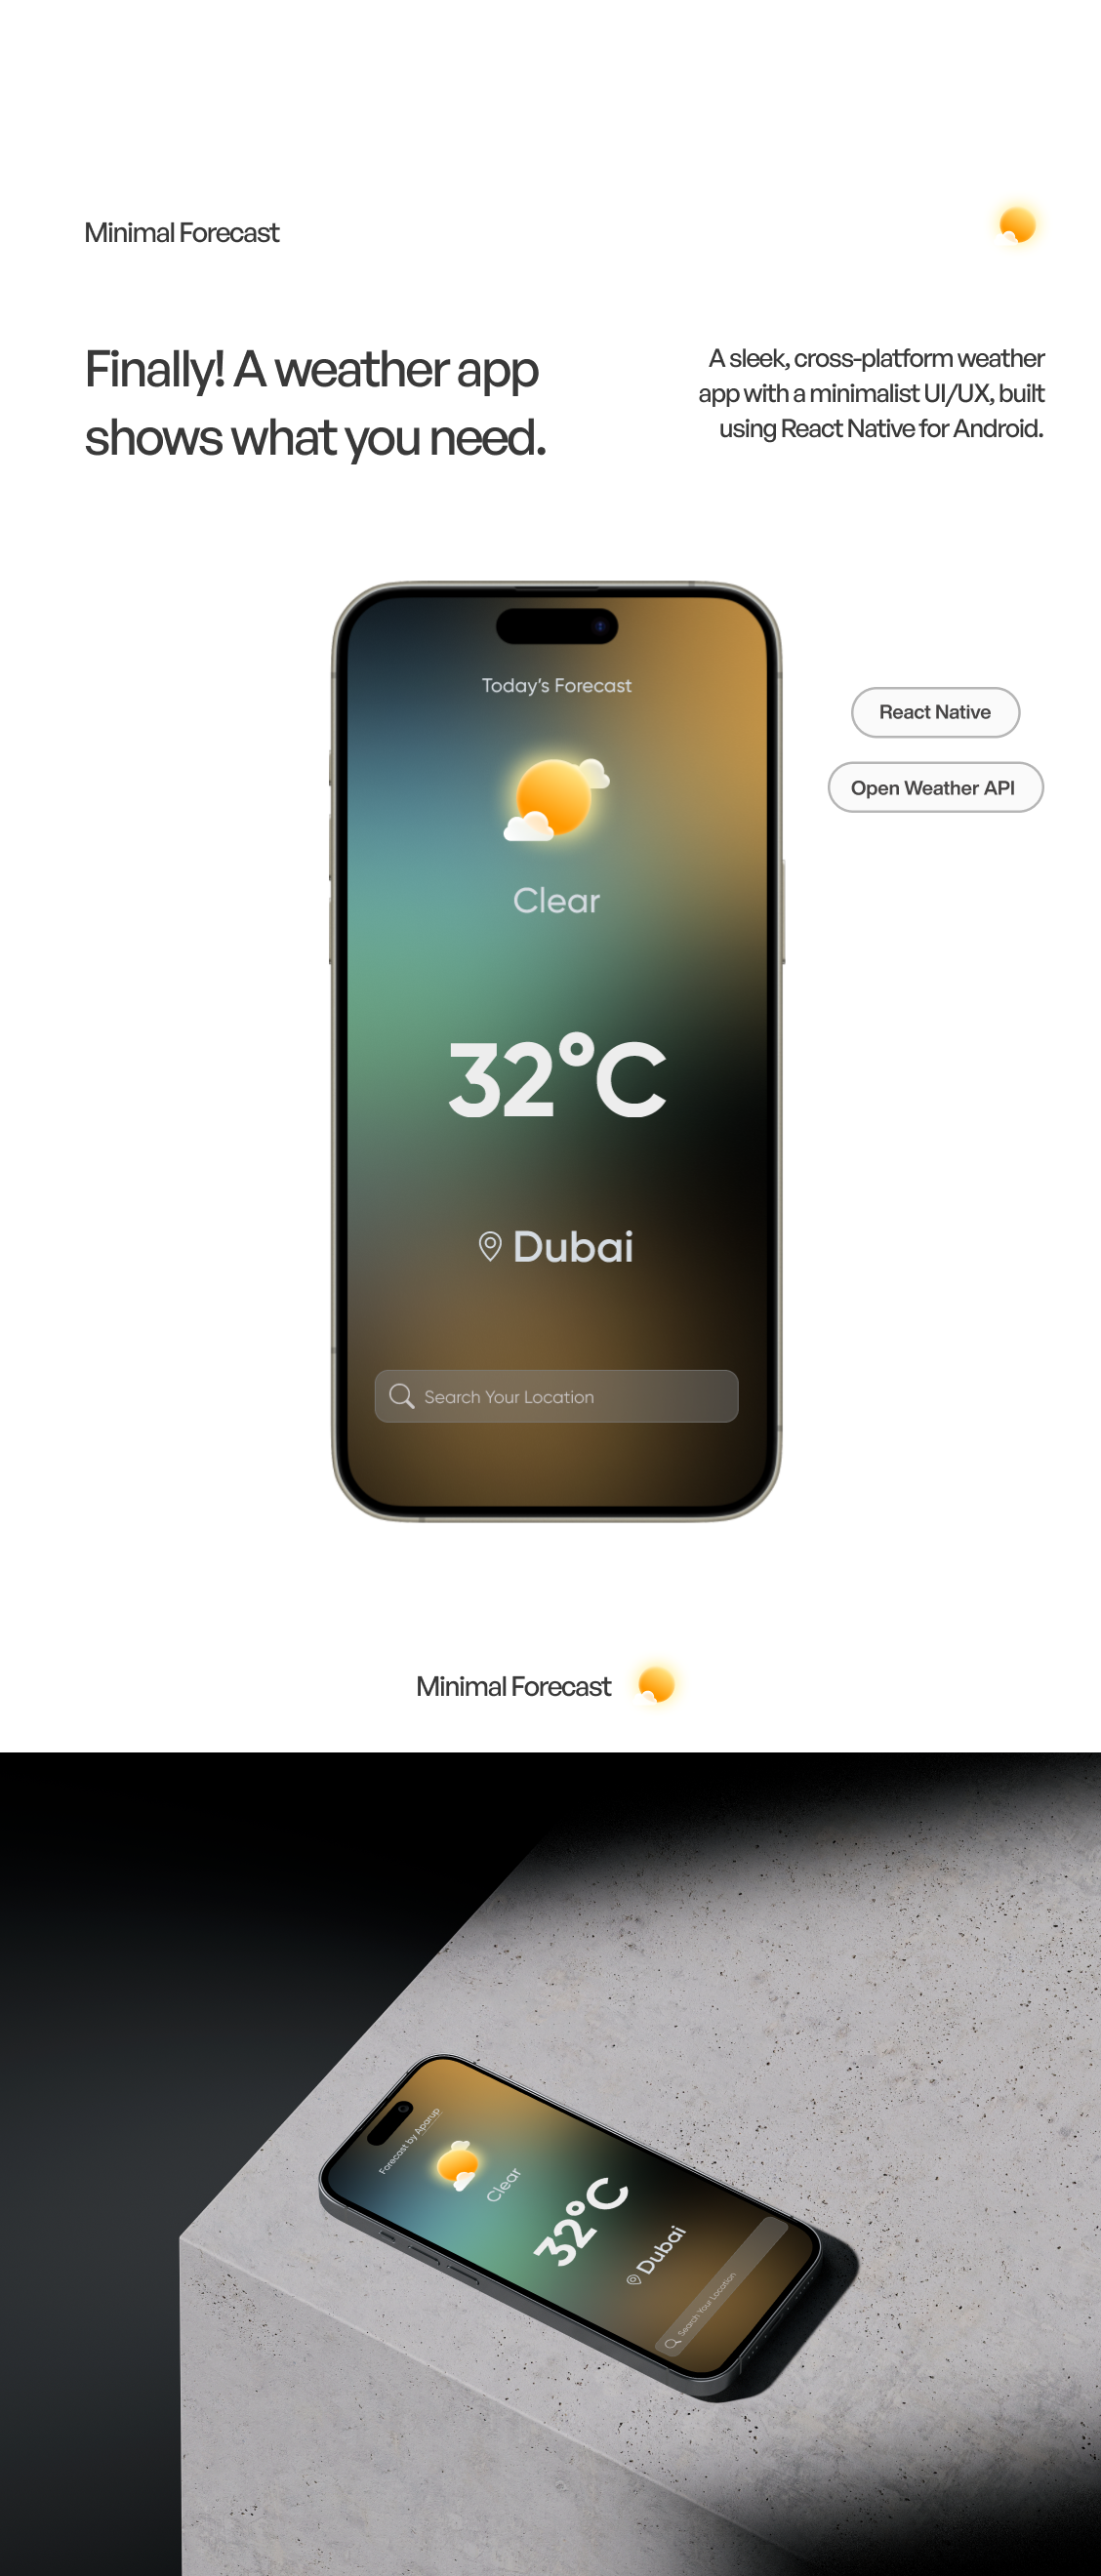 Minimal Forecast
Finally! A weather app
shows what you need.
A sleek, cross-platform weather
app with a minimalist UI/UX, built
using React Native for Android.
Today's Forecast
Clear
32°C
Dubai
Search Your Location
React Native
Open Weather API
Minimal Forecast
Forecast by Aparup
Clear
32°C
Dubai
Search Your Location